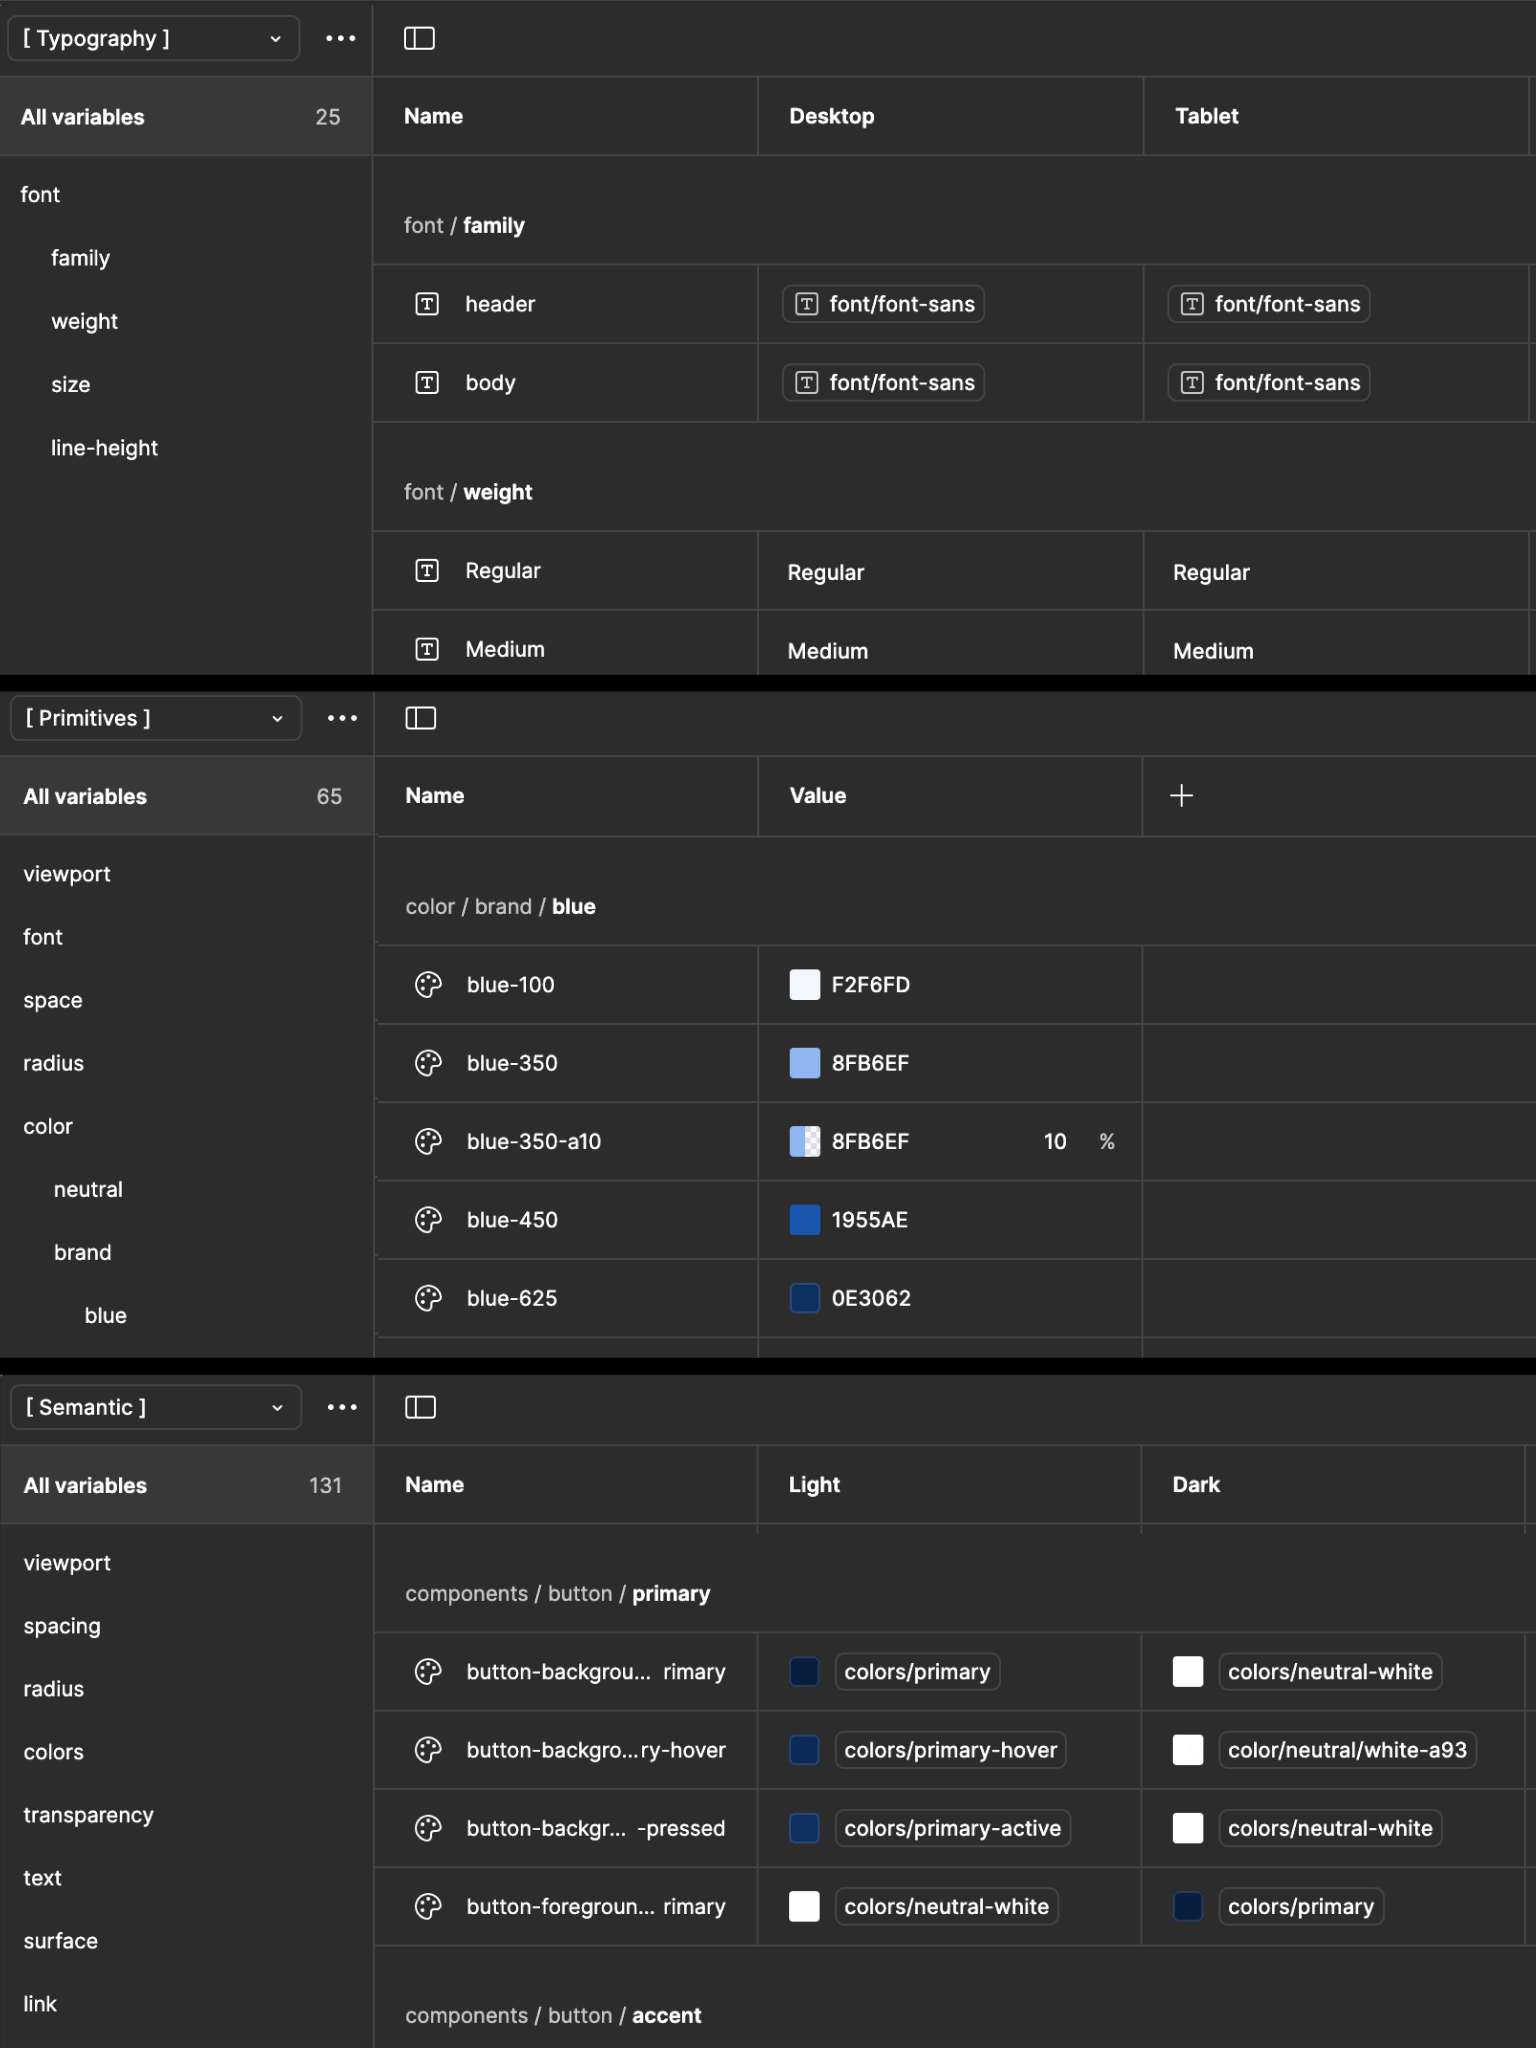 [ Typography ]
All variables 25
Name Desktop Tablet
font
family
weight
size
line-height
font / family
header font/font-sans font/font-sans
body font/font-sans font/font-sans
font / weight
Regular Regular Regular
Medium Medium Medium
[ Primitives ]
All variables 65
Name Value
viewport
font
space
radius
color
neutral
brand
blue
color / brand / blue
blue-100 F2F6FD
blue-350 8FB6EF
blue-350-a10 8FB6EF 10 %
blue-450 1955AE
blue-625 0E3062
[ Semantic ]
All variables 131
Name Light Dark
viewport
spacing
radius
colors
transparency
text
surface
link
components / button / primary
button-backgrou... rimary colors/primary colors/neutral-white
button-backgro...ry-hover colors/primary-hover color/neutral/white-a93
button-backgr... -pressed colors/primary-active colors/neutral-white
button-foregroun... rimary colors/neutral-white colors/primary
components / button / accent